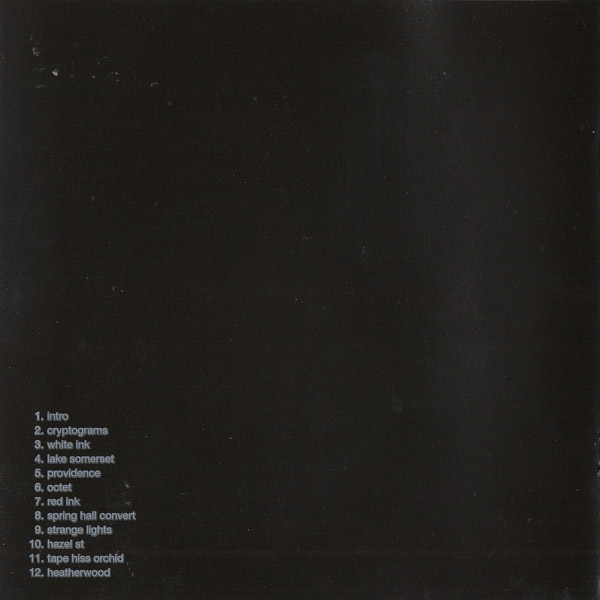 1. intro
2. cryptograms
3. white ink
4. lake somerset
5. providence
6. octet
7. red ink
8. spring hall convert
9. strange lights
10. hazel st
11. tape hiss orchid
12. heatherwood